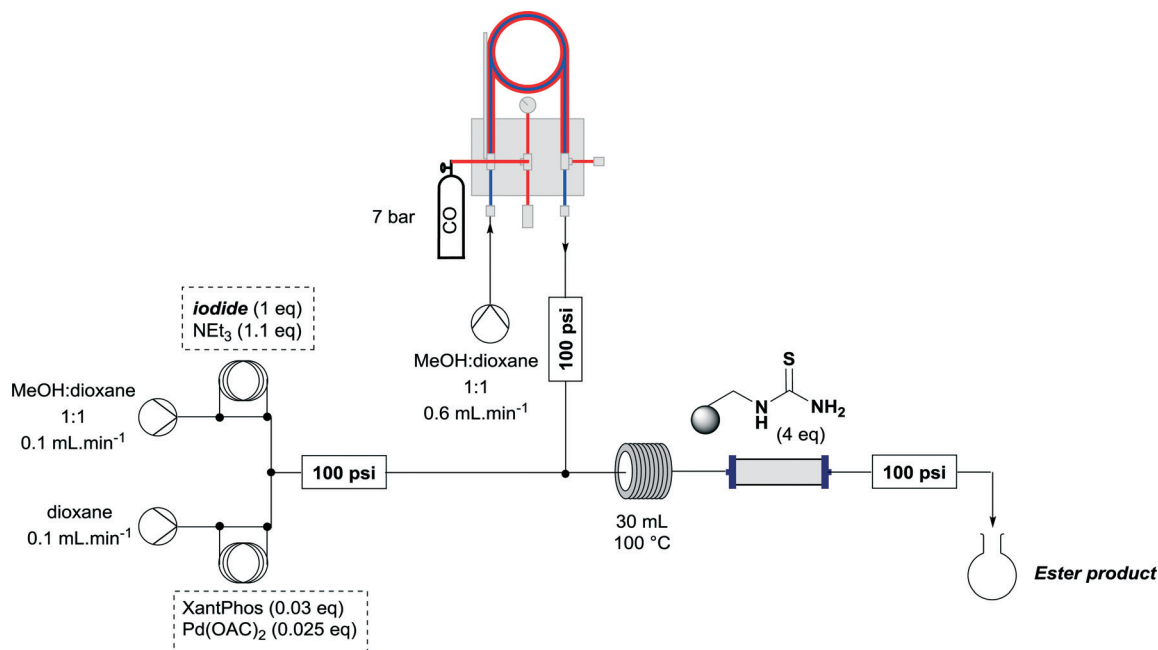 7 bar
CO
iodide (1 eq)
NEt₃ (1.1 eq)
MeOH:dioxane
1:1
0.1 mL.min⁻¹
MeOH:dioxane
1:1
0.6 mL.min⁻¹
100 psi
S
N
H
NH₂
(4 eq)
100 psi
100 psi
dioxane
0.1 mL.min⁻¹
30 mL
100 °C
Ester product
XantPhos (0.03 eq)
Pd(OAC)₂ (0.025 eq)